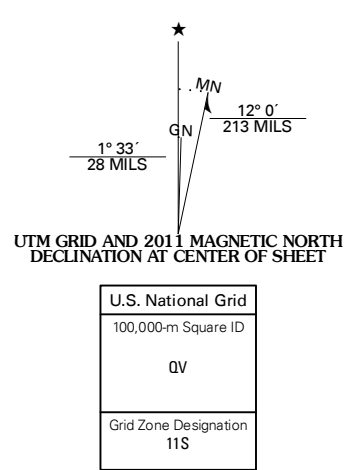 ★
MN
12° 0´
213 MILS
GN
1° 33´
28 MILS
UTM GRID AND 2011 MAGNETIC NORTH
DECLINATION AT CENTER OF SHEET
U.S. National Grid
100,000-m Square ID
QV
Grid Zone Designation
11S